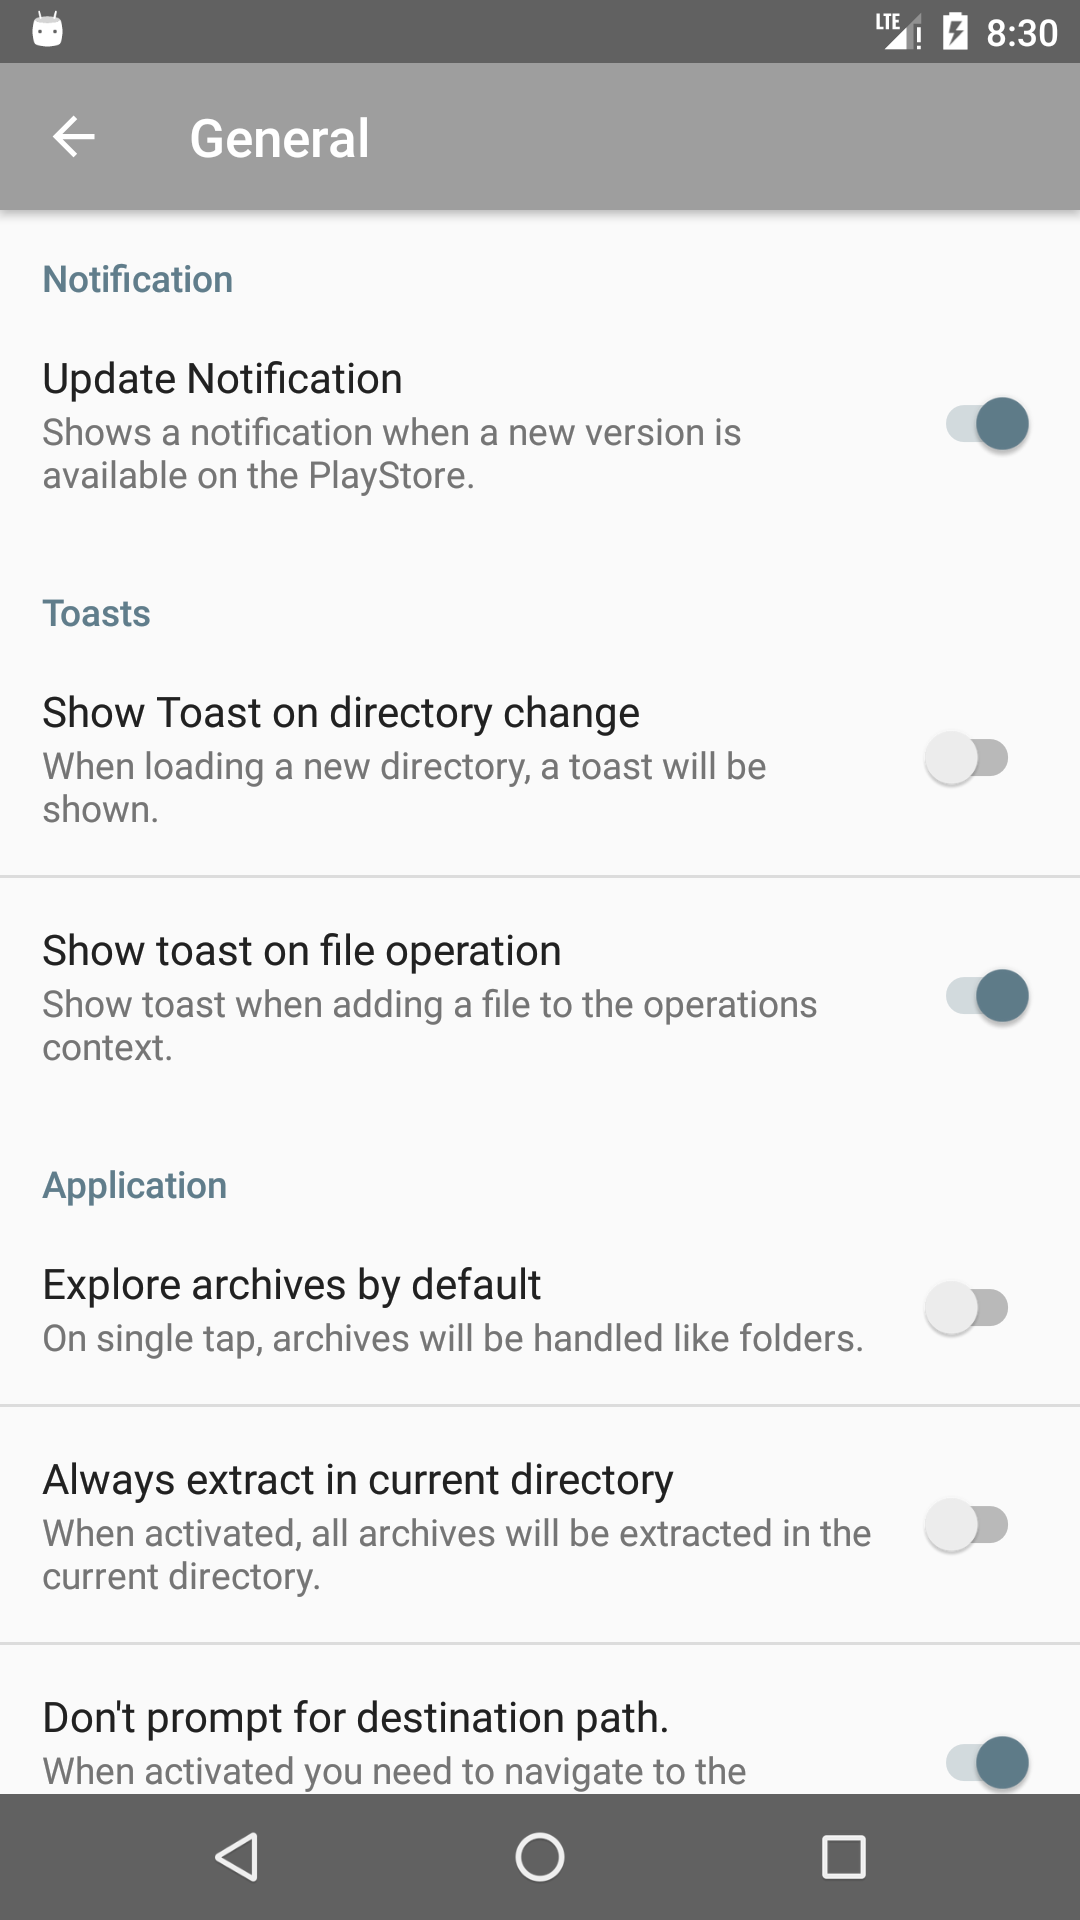 LTE 8:30
General
Notification
Update Notification
Shows a notification when a new version is
available on the PlayStore.
Toasts
Show Toast on directory change
When loading a new directory, a toast will be
shown.
Show toast on file operation
Show toast when adding a file to the operations
context.
Application
Explore archives by default
On single tap, archives will be handled like folders.
Always extract in current directory
When activated, all archives will be extracted in the
current directory.
Don't prompt for destination path.
When activated you need to navigate to the